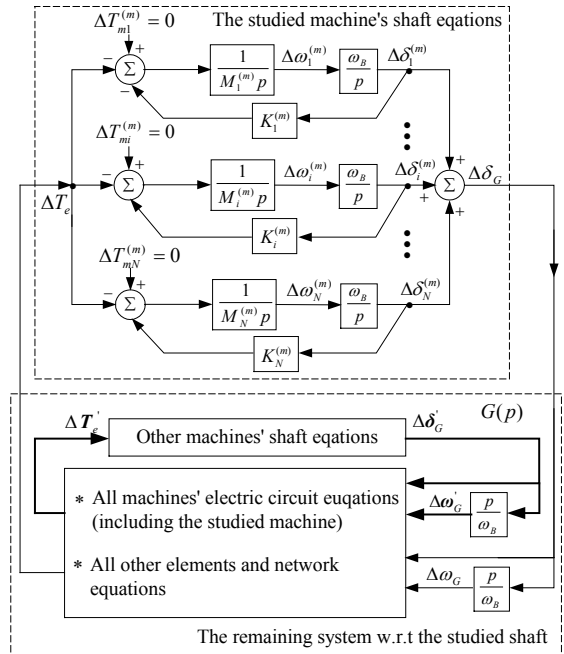 The studied machine's shaft eqations
ΔT_{m1}^{(m)} = 0
− + Σ −
1 / M_1^{(m)} p
Δω_1^{(m)}
ω_B / p
Δδ_1^{(m)}
K_1^{(m)}
ΔT_{mi}^{(m)} = 0
− + Σ −
1 / M_i^{(m)} p
Δω_i^{(m)}
ω_B / p
Δδ_i^{(m)}
+ + Σ +
Δδ_G
ΔT_e
K_i^{(m)}
ΔT_{mN}^{(m)} = 0
− + Σ −
1 / M_N^{(m)} p
Δω_N^{(m)}
ω_B / p
Δδ_N^{(m)}
K_N^{(m)}
G(p)
ΔT_e^'
Other machines' shaft eqations
Δδ_G^'
* All machines' electric circuit euqations
(including the studied machine)
Δω_G^'
p / ω_B
* All other elements and network
equations
Δω_G
p / ω_B
The remaining system w.r.t the studied shaft